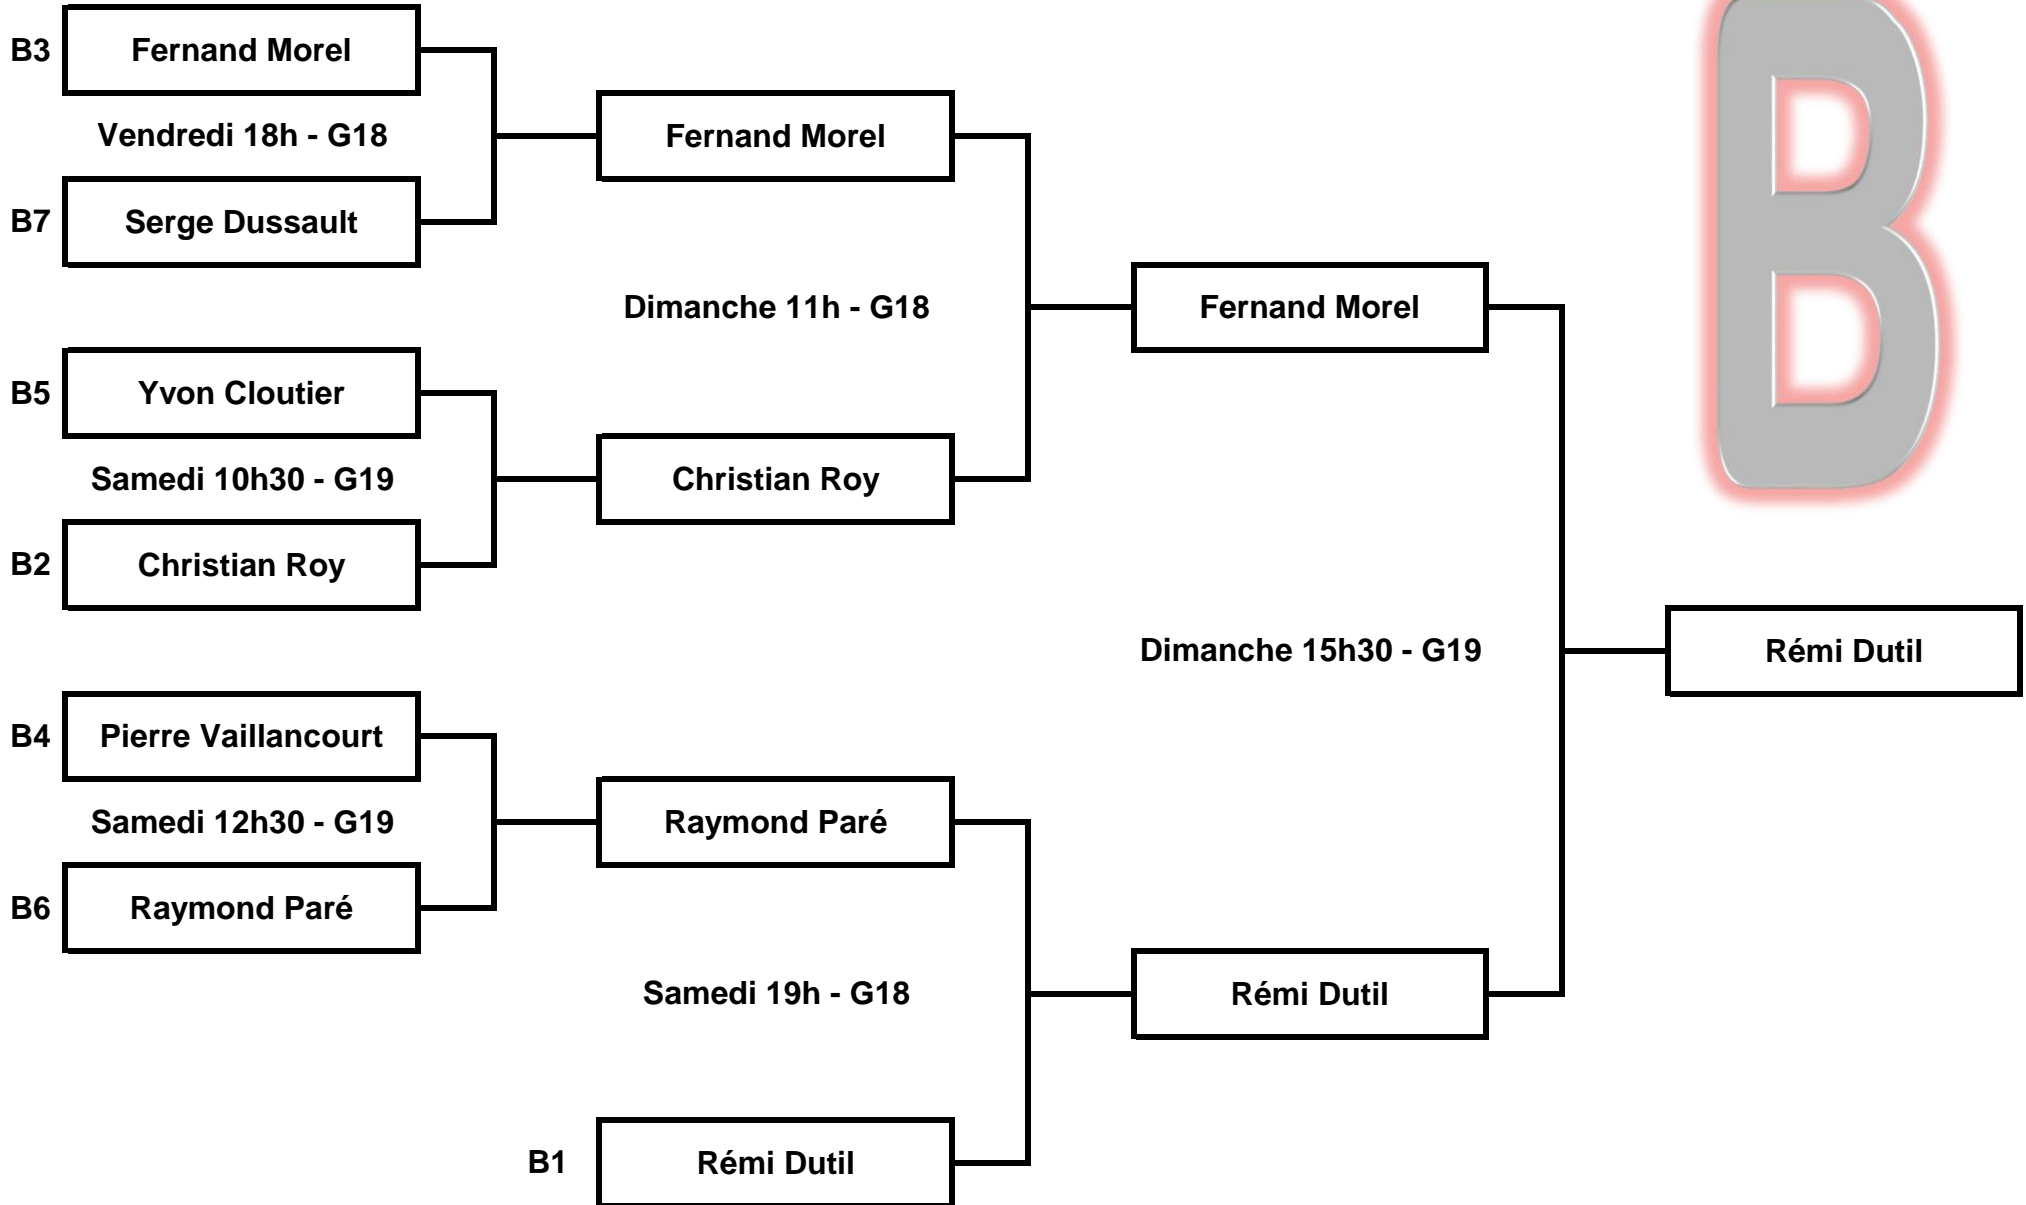 B
B3 Fernand Morel
Vendredi 18h - G18
Fernand Morel
B7 Serge Dussault
Dimanche 11h - G18
Fernand Morel
B5 Yvon Cloutier
Samedi 10h30 - G19
Christian Roy
B2 Christian Roy
Dimanche 15h30 - G19
Rémi Dutil
B4 Pierre Vaillancourt
Samedi 12h30 - G19
Raymond Paré
B6 Raymond Paré
Samedi 19h - G18
Rémi Dutil
B1 Rémi Dutil